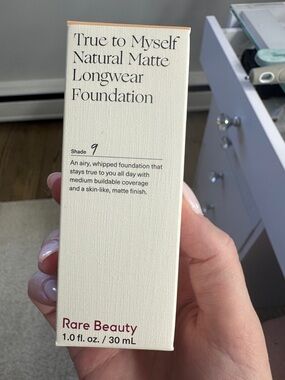 True to Myself
Natural Matte
Longwear
Foundation
Shade 9
An airy, whipped foundation that
stays true to you all day with
medium buildable coverage
and a skin-like, matte finish.
Rare Beauty
1.0 fl. oz. / 30 mL